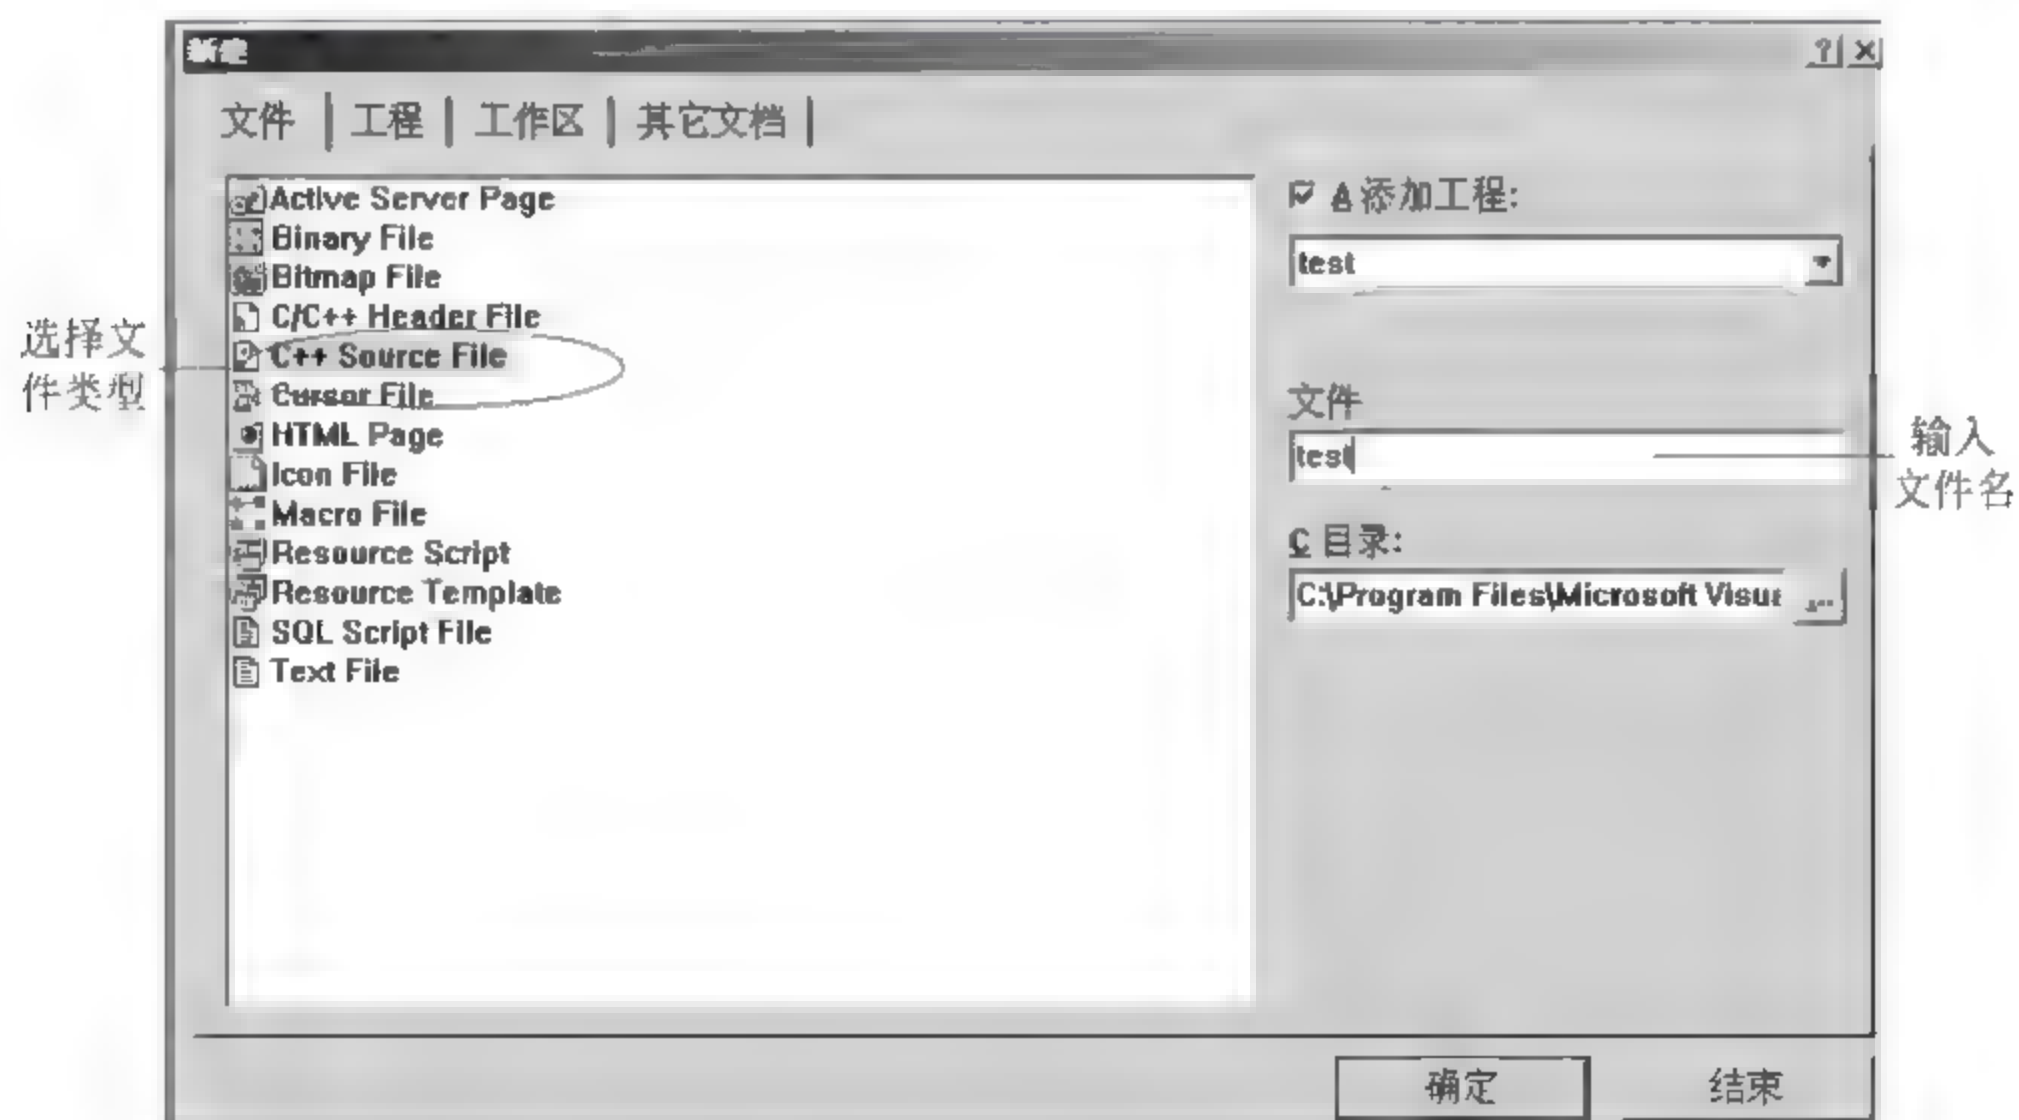 新建
文件 工程 工作区 其它文档
Active Server Page
Binary File
Bitmap File
C/C++ Header File
C++ Source File
Cursor File
HTML Page
Icon File
Macro File
Resource Script
Resource Template
SQL Script File
Text File
A 添加工程:
test
文件
test
C 目录:
C:\Program Files\Microsoft Visu
...
确定
结束
选择文
件类型
输入
文件名